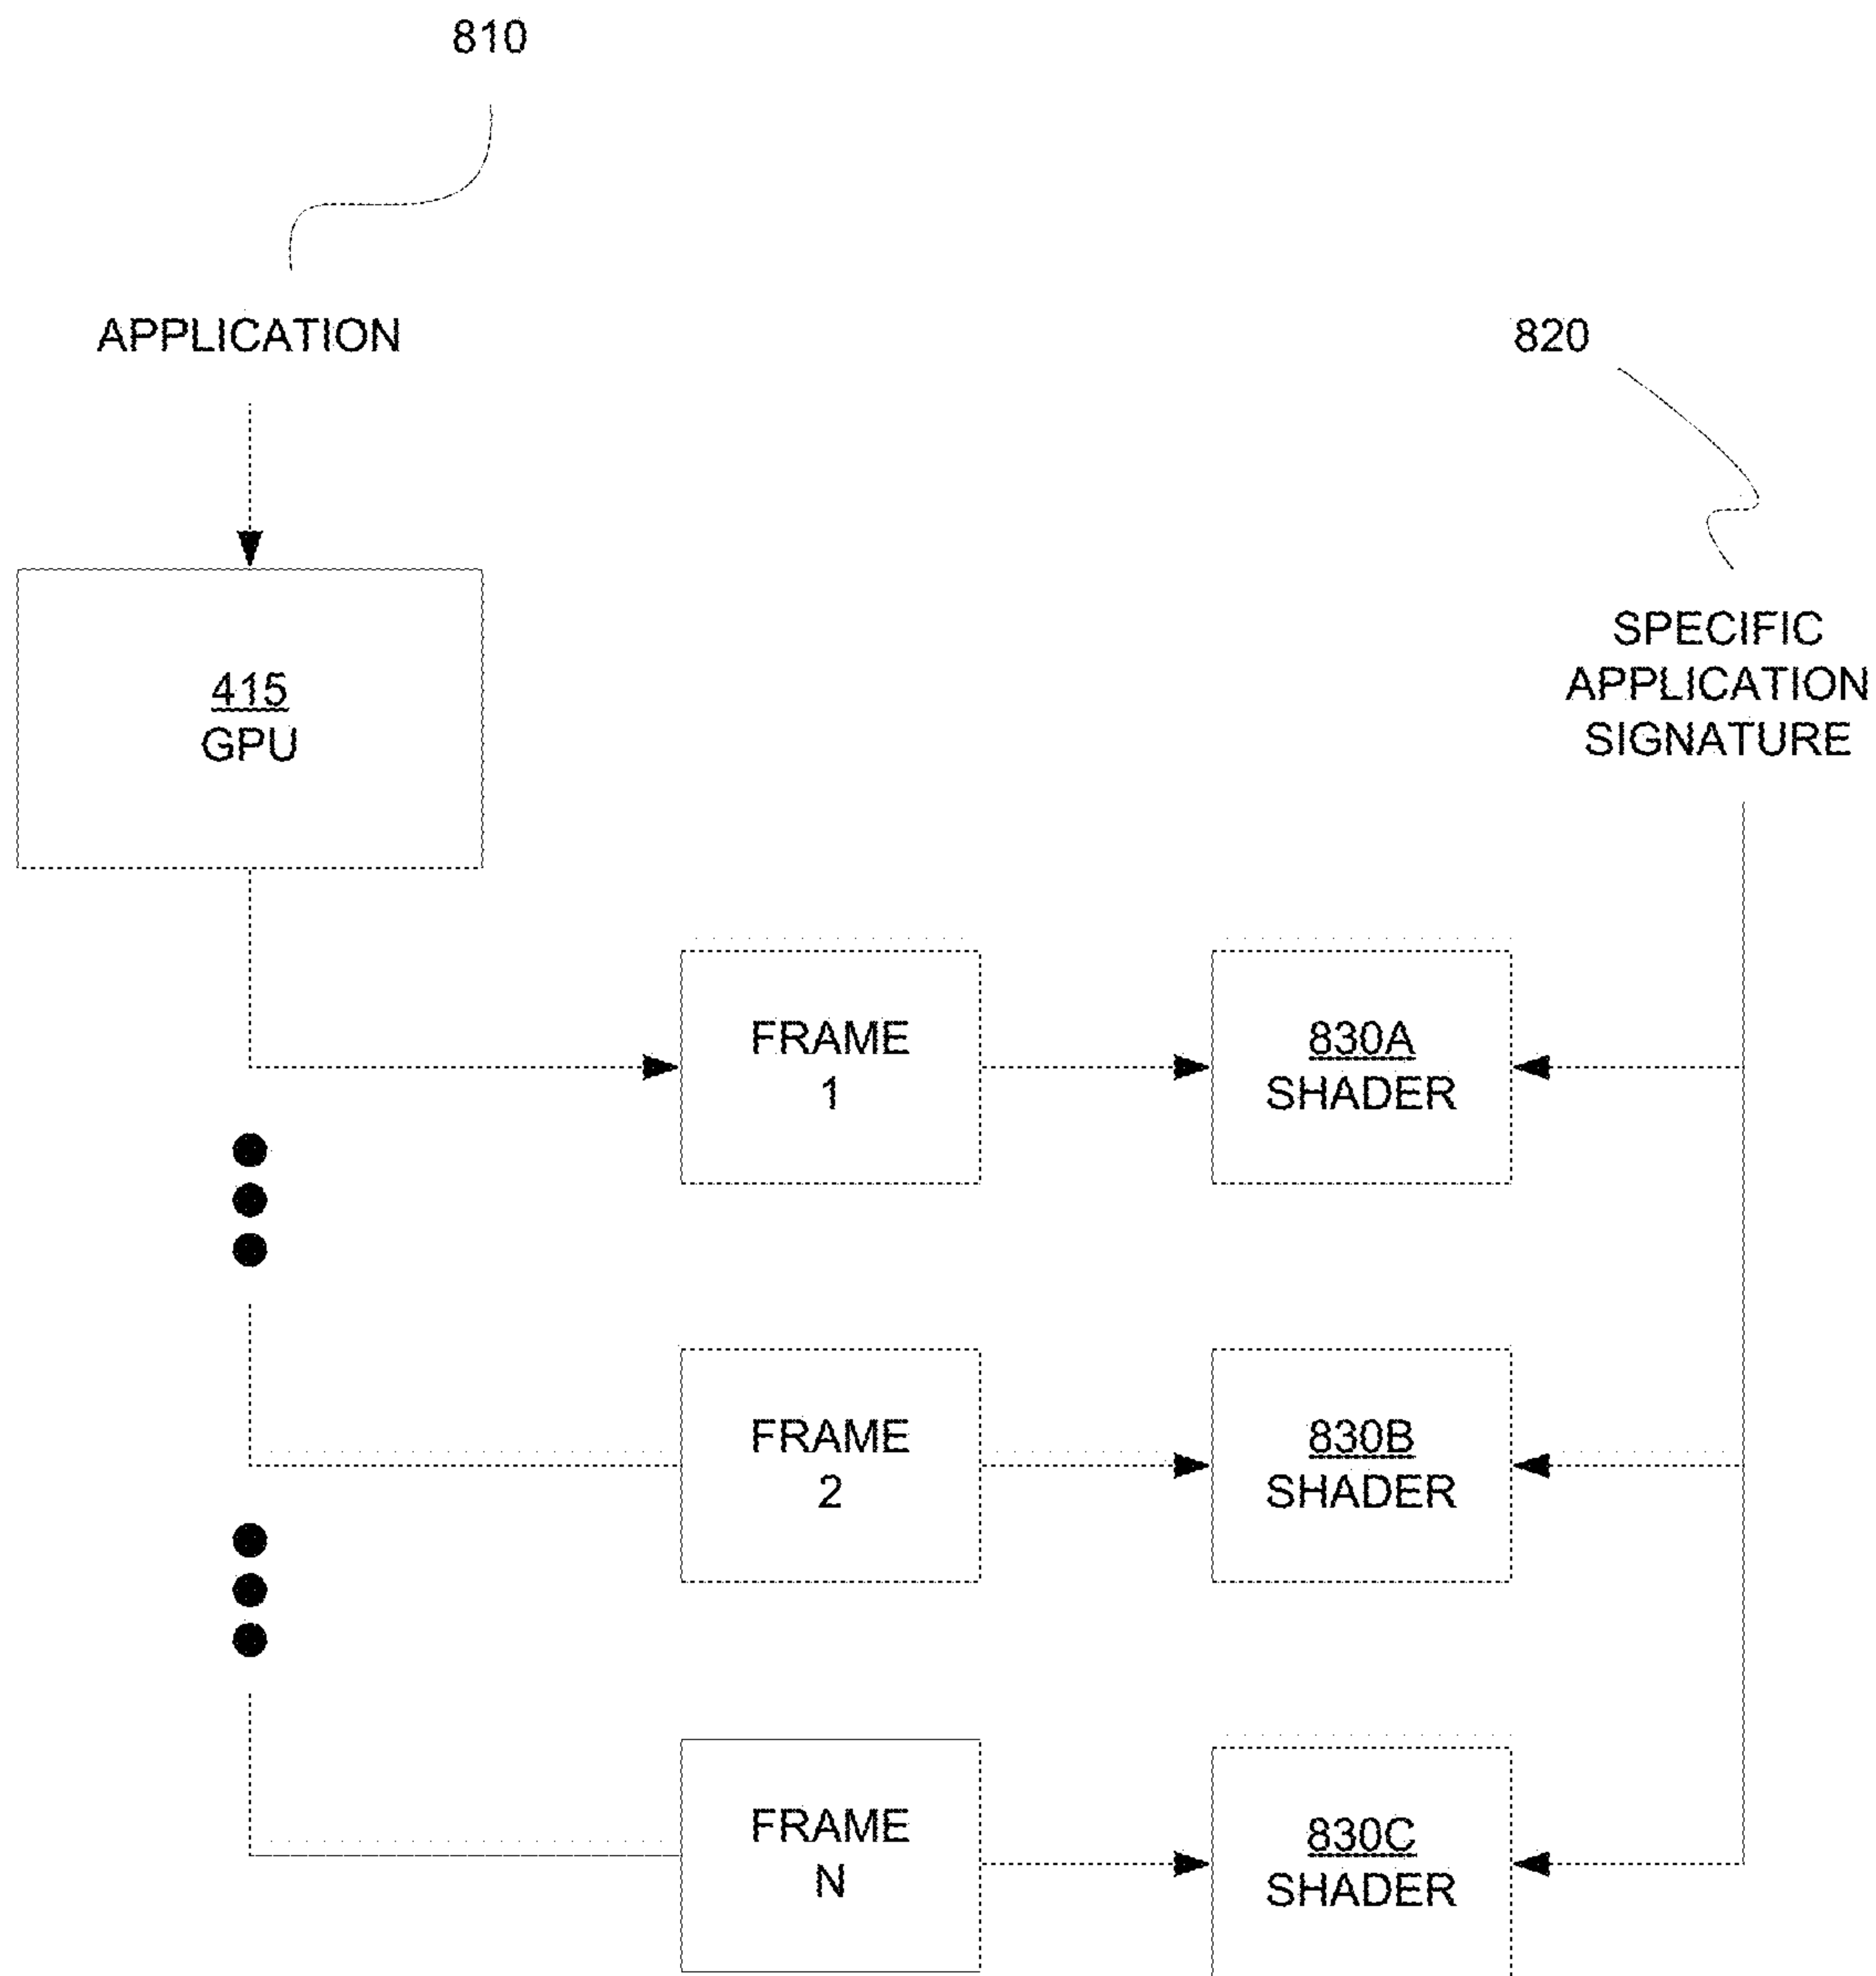 810
APPLICATION
820
415
GPU
SPECIFIC
APPLICATION
SIGNATURE
FRAME
1
830A
SHADER
FRAME
2
830B
SHADER
FRAME
N
830C
SHADER